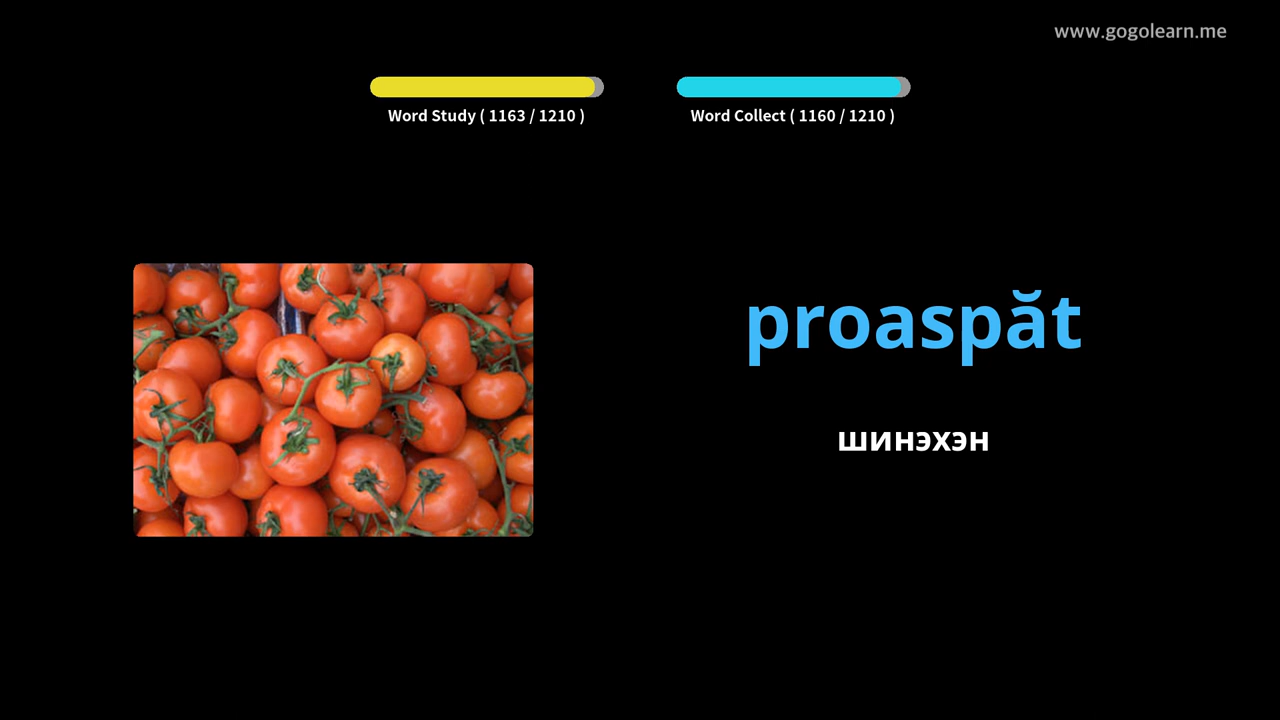 www.gogolearn.me
Word Study ( 1163 / 1210 )
Word Collect ( 1160 / 1210 )
proaspăt
шинэхэн